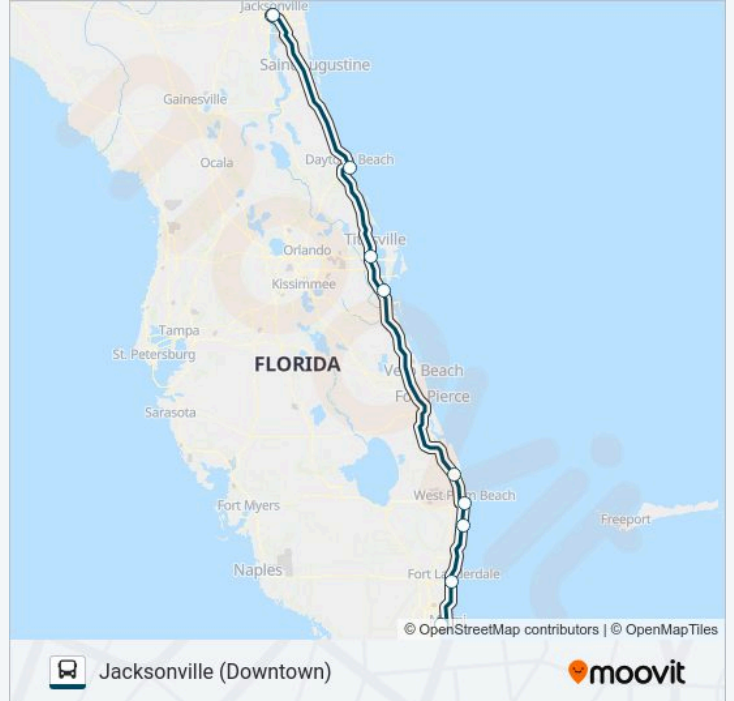 Jacksonville
Saint Augustine
Gainesville
Daytona Beach
Ocala
Titusville
Orlando
Kissimmee
Tampa
St. Petersburg
FLORIDA
Vero Beach
Fort Pierce
Sarasota
West Palm Beach
Fort Myers
Freeport
Naples
Fort Lauderdale
Miami
© OpenStreetMap contributors | © OpenMapTiles
Jacksonville (Downtown)
moovit